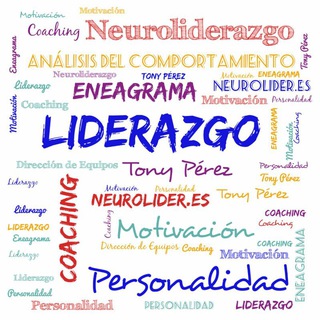 Motivación
Motivación
Coaching
Neuroliderazgo
Eneagrama
ANÁLISIS DEL COMPORTAMIENTO
Tony Pérez
Neuroliderazgo
TONY PÉREZ
Motivación
ENEAGRAMA
Liderazgo
ENEAGRAMA
NEUROLIDER.ES
Coaching
Motivación
Personalidad
Motivación
LIDERAZGO
ENEAGRAMA
Motivación
Coaching
Dirección de Equipos
Tony Pérez
Personalidad
Tony Pérez
Liderazgo
COACHING
Motivación
Personalidad
NEUROLIDER.ES
Tony Pérez
Personalidad
Liderazgo
Coaching
COACHING
LIDERAZGO
Motivación
Eneagrama
Dirección de Equipos
Coaching
COACHING
Liderazgo
Motivación
ENEAGRAMA
Liderazgo
Personalidad
Personalidad
Personalidad
PERSONALIDAD
LIDERAZGO